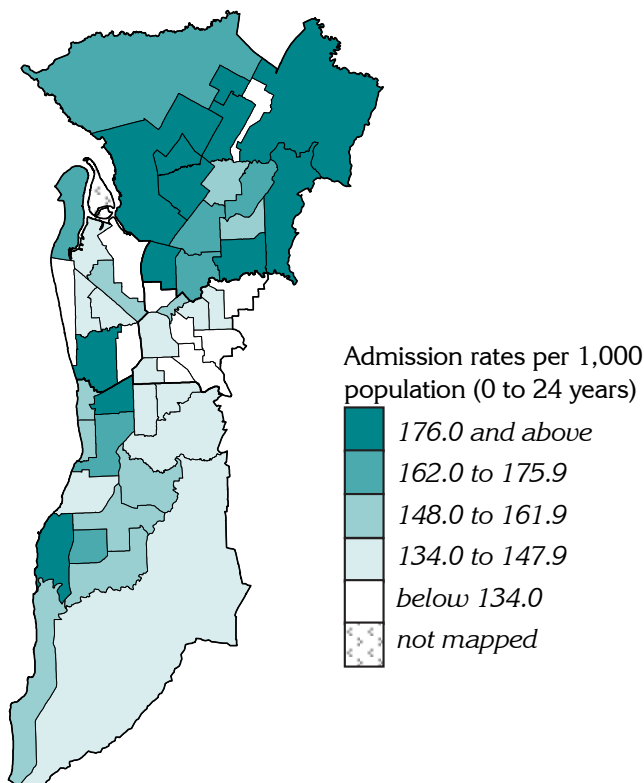 Admission rates per 1,000
population (0 to 24 years)
176.0 and above
162.0 to 175.9
148.0 to 161.9
134.0 to 147.9
below 134.0
not mapped